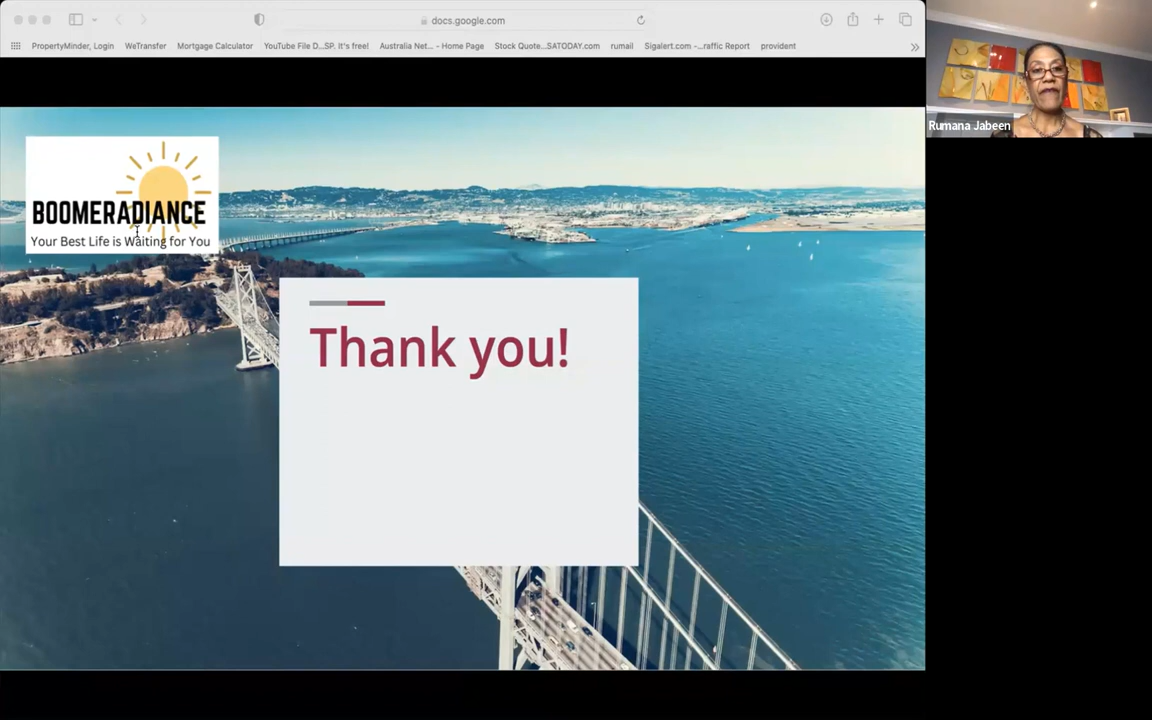 docs.google.com
PropertyMinder, Login WeTransfer Mortgage Calculator YouTube File D...SP. It's free! Australia Net... - Home Page Stock Quote...SATODAY.com rumail Sigalert.com -...raffic Report provident
Rumana Jabeen
BOOMERADIANCE
Your Best Life is Waiting for You
Thank you!